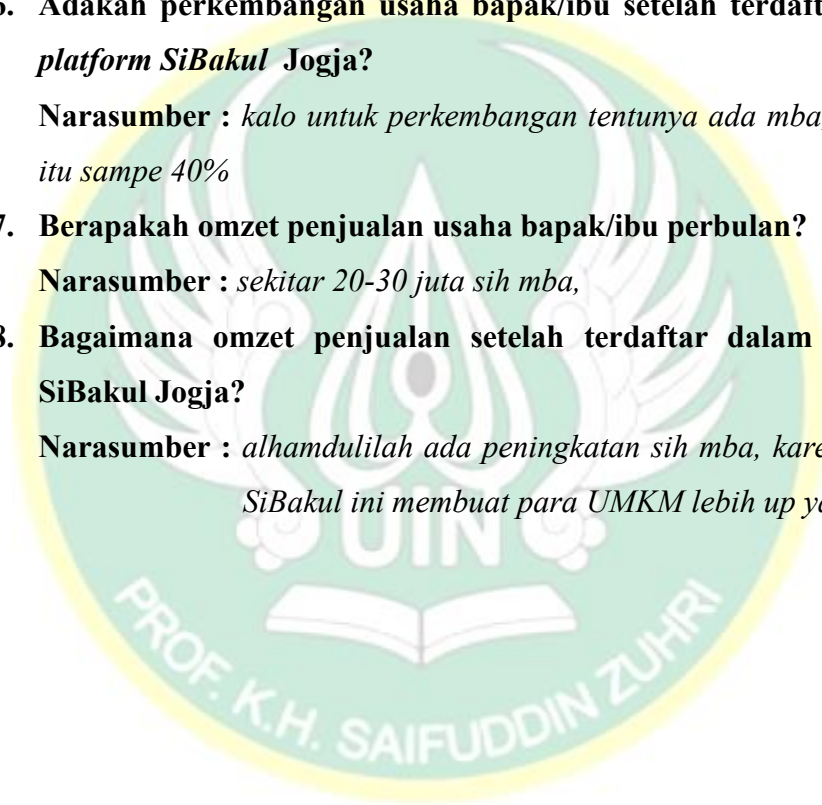 6. Adakah perkembangan usaha bapak/ibu setelah
platform SiBakul Jogja?
Narasumber : kalo untuk perkembangan tentunya ada mba,
itu sampe 40%
7. Berapakah omzet penjualan usaha bapak/ibu perbulan?
Narasumber : sekitar 20-30 juta sih mba,
8. Bagaimana omzet penjualan setelah terdaftar dalam
SiBakul Jogja?
Narasumber : alhamdulilah ada peningkatan sih mba,
SiBakul ini membuat para UMKM lebih up
UIN
PROF. K.H. SAIFUDDIN ZUHRI